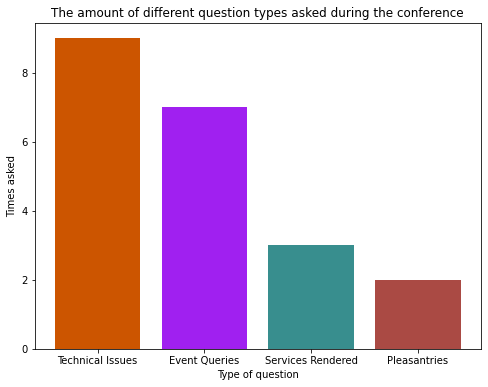 The amount of different question types asked during the conference
Times asked
8
6
4
2
0
Technical Issues Event Queries Services Rendered Pleasantries
Type of question